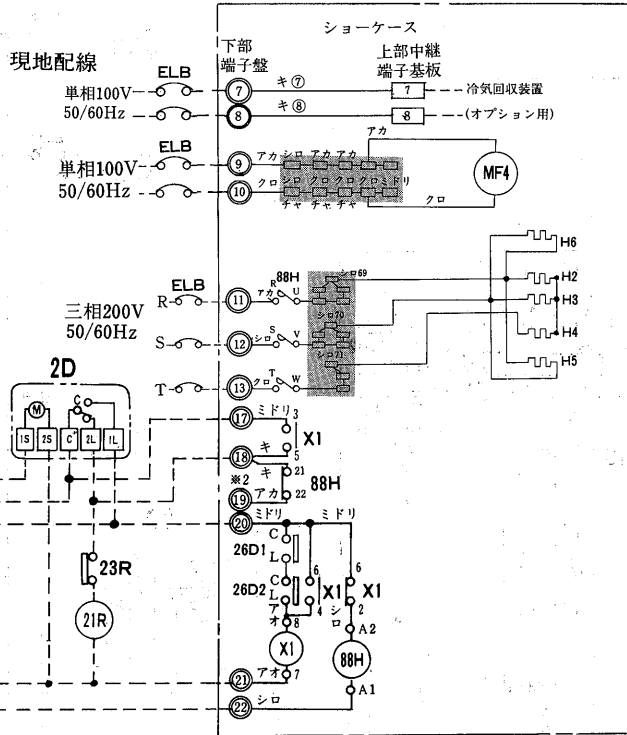 ショーケース
現地配線
下部
端子盤
上部中継
端子基板
単相100V
50/60Hz
ELB
7
キ⑦
7
冷気回収装置
8
キ⑧
8
(オプション用)
単相100V
50/60Hz
ELB
9
アカ シロ アカ アカ
アカ
10
クロ シロ クロ クロ クロ ミドリ
チャ チャ チャ
クロ
MF4
三相200V
50/60Hz
ELB
R
11
アカ
R
88H
U
シロ69
S
12
シロ
S
V
シロ70
T
13
クロ
T
W
シロ71
H6
H2
H3
H4
H5
2D
M
C
1S
2S
C
2L
1L
17
ミドリ
3
X1
18
キ
5
キ
21
88H
※2
19
アカ
22
20
ミドリ
ミドリ
26D1
C
L
26D2
C
L
6
X1
4
6
X1
2
アオ
8
シロ
A2
X1
88H
7
A1
23R
21R
21
アオ
22
シロ